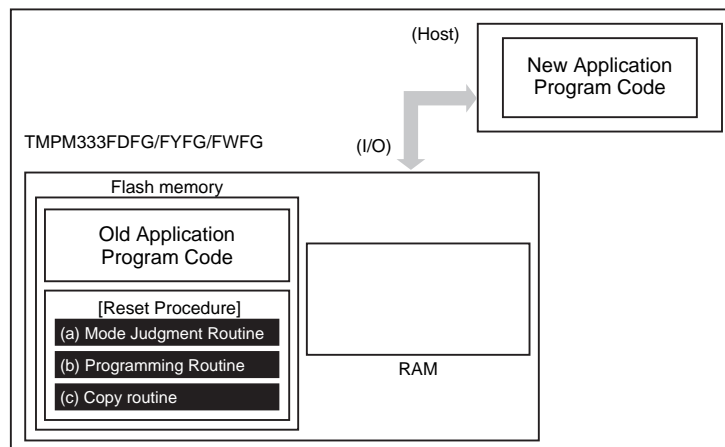 (Host)
New Application
Program Code
TMPM333FDFG/FYFG/FWFG
(I/O)
Flash memory
Old Application
Program Code
[Reset Procedure]
(a) Mode Judgment Routine
(b) Programming Routine
(c) Copy routine
RAM